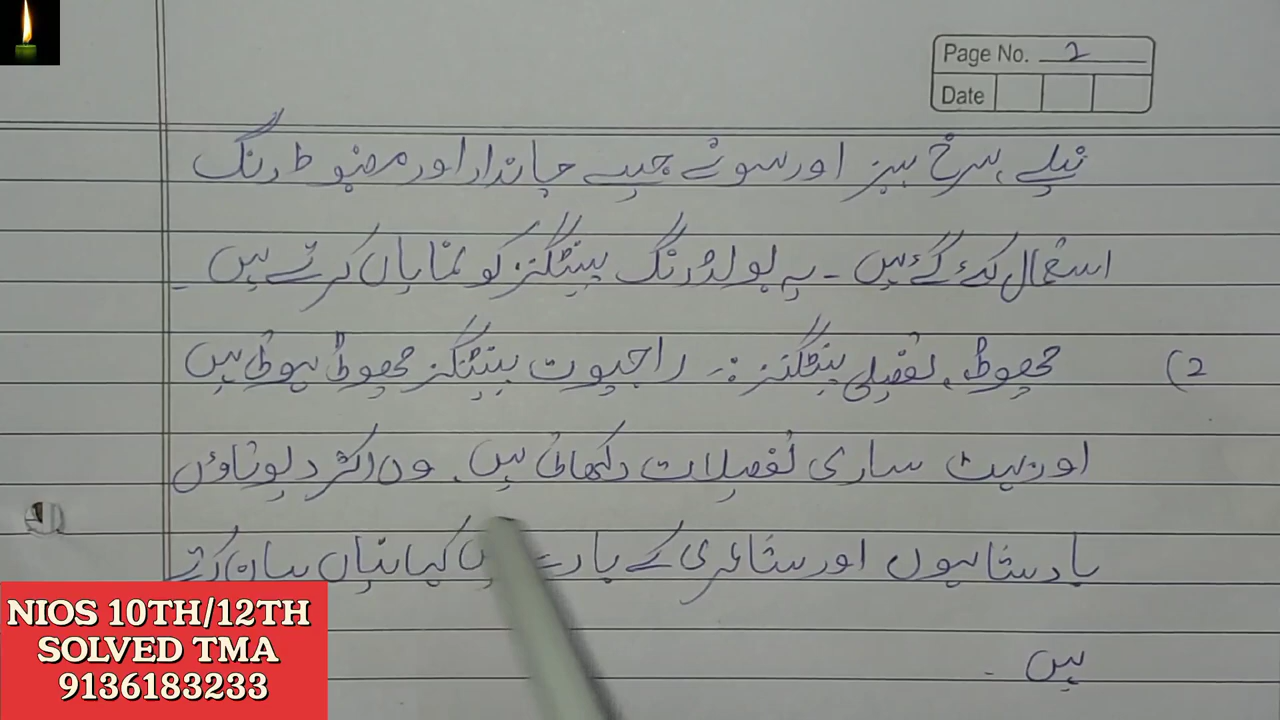 Page No. 2
Date
نیلے، سرخ سبز اور سونے جیسے جاندار اور مضبوط رنگ
استعمال کئے گئے ہیں - یہ بولڈ رنگ پینٹنگز کو نمایاں کرتے ہیں -
2) چھوٹی، تفصیلی پینٹنگز :- راجپوت پینٹنگز چھوٹی ہوتی ہیں
اور بہت ساری تفصیلات دکھاتی ہیں. وہ اکثر دیوتاؤں
بادشاہوں اور شاعری کے بارے میں کہانیاں بیان کرتے
ہیں -
NIOS 10TH/12TH
SOLVED TMA
9136183233